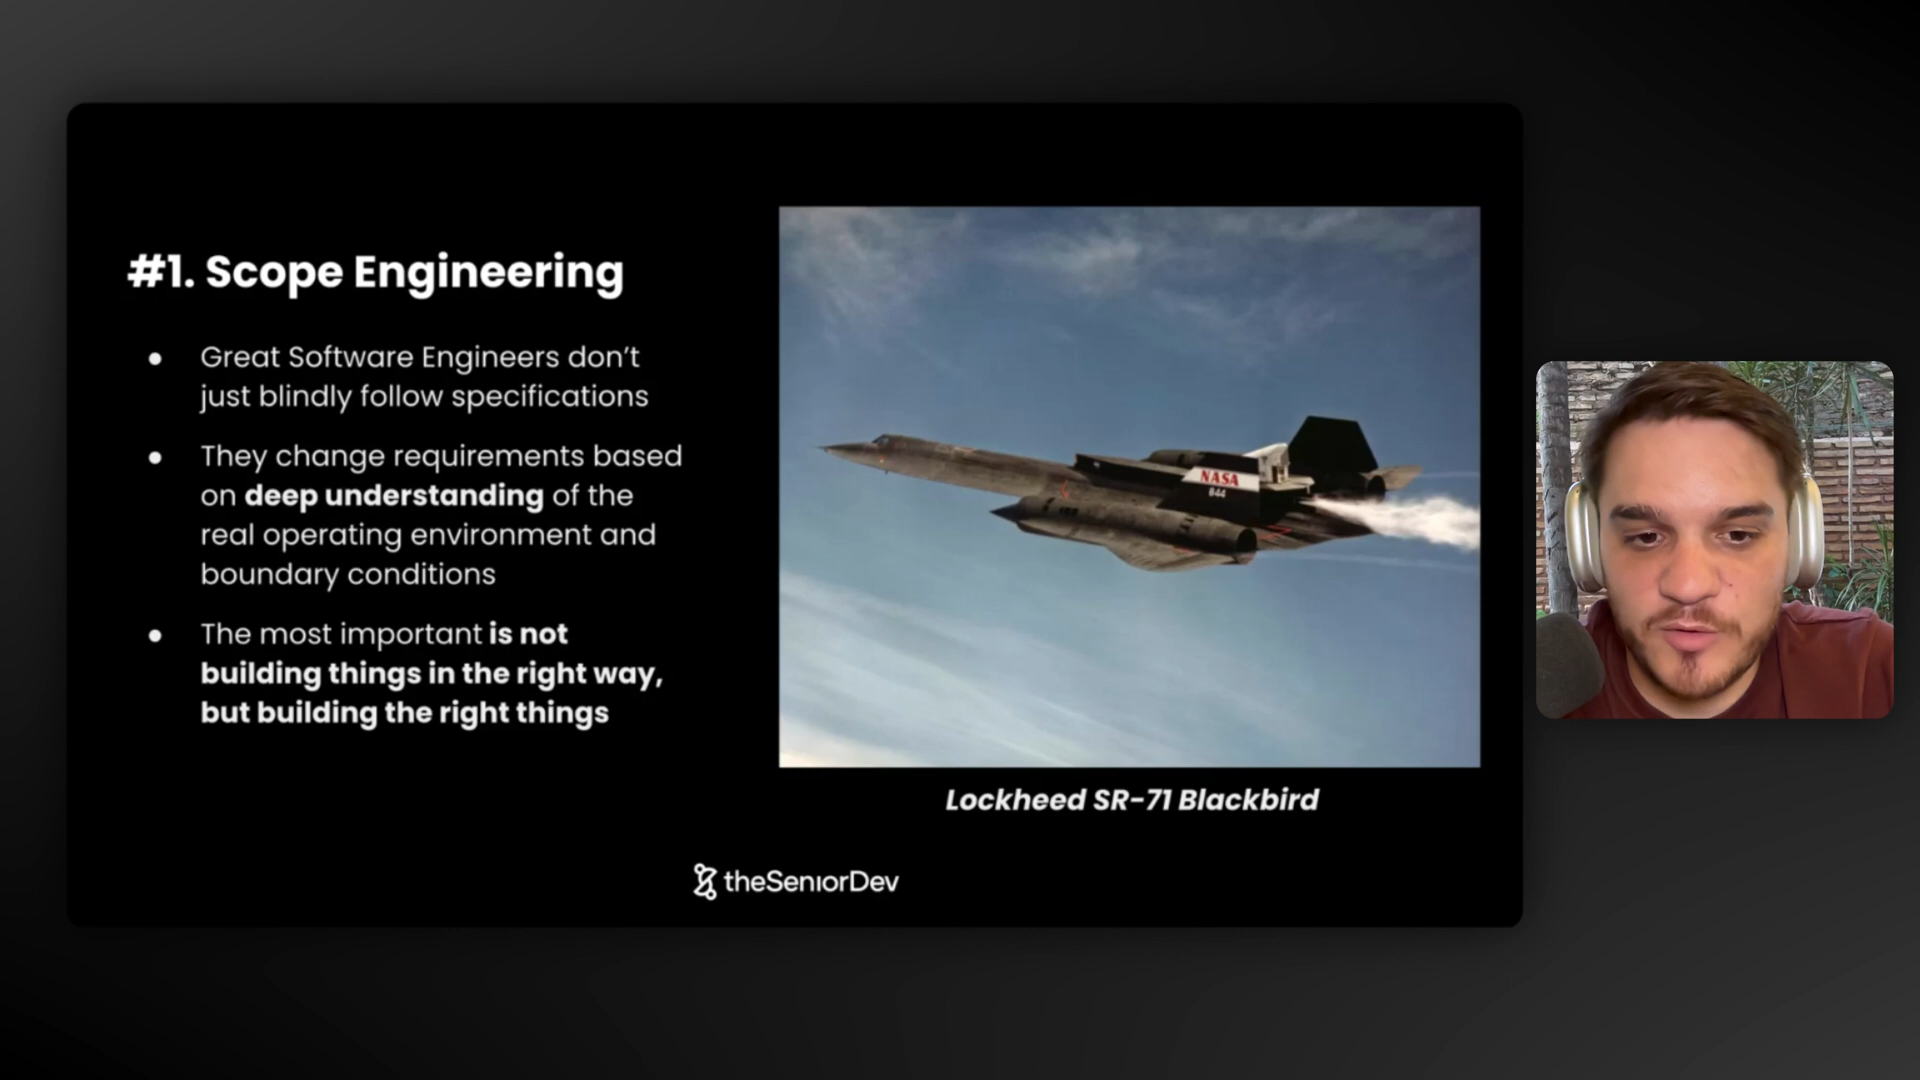 #1. Scope Engineering
● Great Software Engineers don't
just blindly follow specifications
● They change requirements based
on deep understanding of the
real operating environment and
boundary conditions
● The most important is not
building things in the right way,
but building the right things
NASA
844
Lockheed SR-71 Blackbird
theSeniorDev